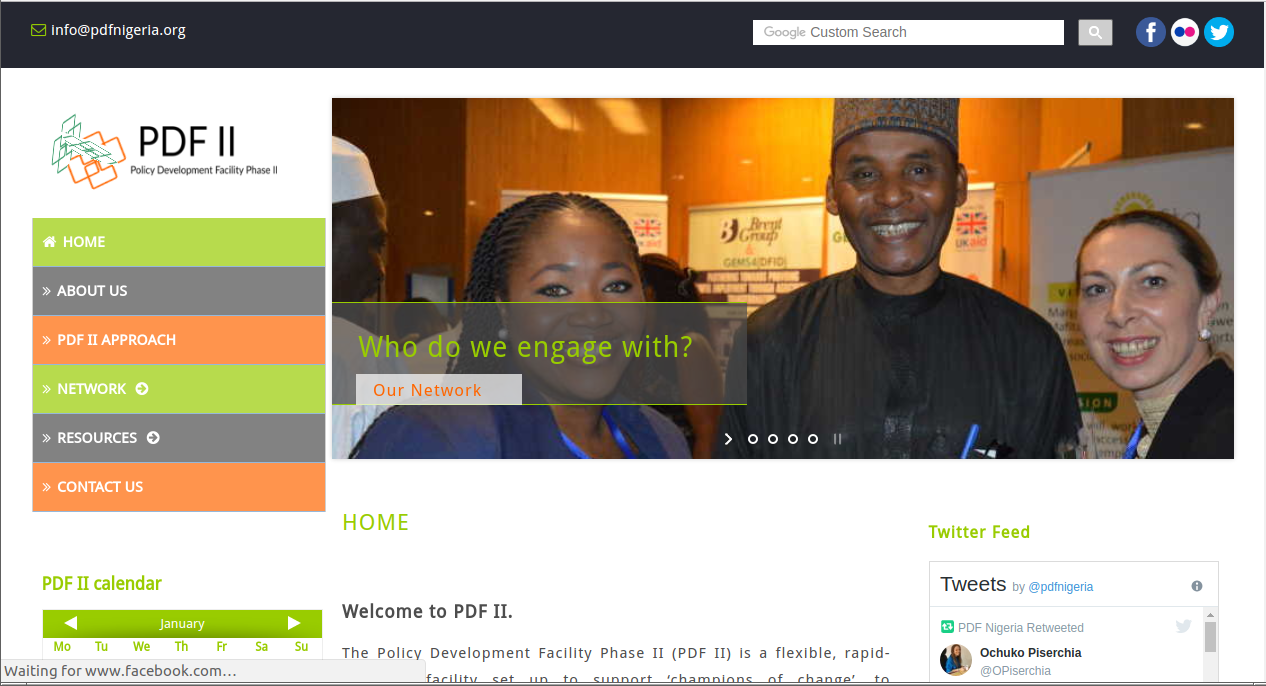 info@pdfnigeria.org
Google Custom Search
PDF II
Policy Development Facility Phase II
HOME
ABOUT US
PDF II APPROACH
NETWORK
RESOURCES
CONTACT US
Brent
Group
&
GEMS4|DFID|
UKaid
Who do we engage with?
Our Network
HOME
Welcome to PDF II.
The Policy Development Facility Phase II (PDF II) is a flexible, rapid-
facility set up to support ‘champions of change’ to
Twitter Feed
Tweets by @pdfnigeria
PDF Nigeria Retweeted
Ochuko Piserchia
@OPiserchia
PDF II calendar
January
Mo Tu We Th Fr Sa Su
Waiting for www.facebook.com…